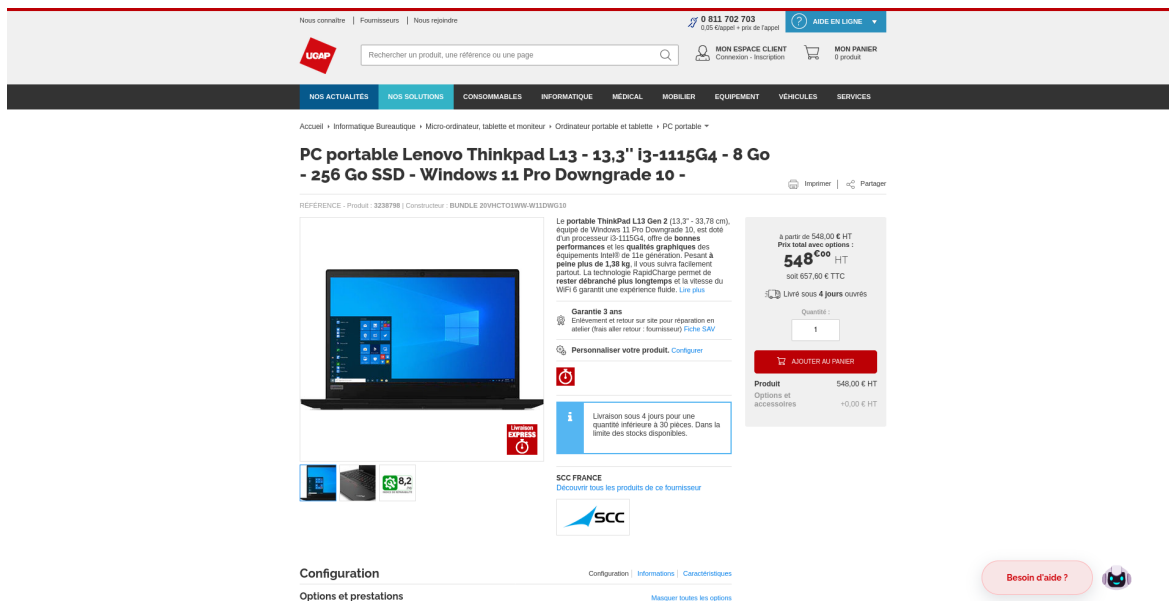 Nous connaître | Fournisseurs | Nous rejoindre
0 811 702 703
0,05 €/appel + prix de l'appel
? AIDE EN LIGNE
UGAP
Rechercher un produit, une référence ou une page
MON ESPACE CLIENT
Connexion - Inscription
MON PANIER
0 produit
NOS ACTUALITÉS NOS SOLUTIONS CONSOMMABLES INFORMATIQUE MÉDICAL MOBILIER EQUIPEMENT VÉHICULES SERVICES
Accueil Informatique Bureautique Micro-ordinateur, tablette et moniteur Ordinateur portable et tablette PC portable
PC portable Lenovo Thinkpad L13 - 13,3'' i3-1115G4 - 8 Go
- 256 Go SSD - Windows 11 Pro Downgrade 10 -
Imprimer | Partager
REFÉRENCE - Produit : 3238798 | Constructeur : BUNDLE 20VHCTO1WW-W11DWG10
Le portable ThinkPad L13 Gen 2 (13,3" - 33,78 cm),
équipé de Windows 11 Pro Downgrade 10, est doté
d'un processeur i3-1115G4, offre de bonnes
performances et les qualités graphiques des
équipements Intel® de 11e génération. Pesant à
peine plus de 1,38 kg, il vous suivra facilement
partout. La technologie RapidCharge permet de
rester débranché plus longtemps et la vitesse du
WiFi 6 garantit une expérience fluide. Lire plus
Garantie 3 ans
Enlèvement et retour sur site pour réparation en
atelier (frais aller retour : fournisseur) Fiche SAV
Personnaliser votre produit. Configurer
i
Livraison sous 4 jours pour une
quantité inférieure à 30 pièces. Dans la
limite des stocks disponibles.
SCC FRANCE
Découvrir tous les produits de ce fournisseur
SCC
à partir de 548,00 € HT
Prix total avec options :
548€00 HT
soit 657,60 € TTC
Livré sous 4 jours ouvrés
Quantité :
1
AJOUTER AU PANIER
Produit 548,00 € HT
Options et
accessoires +0,00 € HT
Livraison
EXPRESS
8,2
Configuration
Configuration | Informations | Caractéristiques
Options et prestations
Masquer toutes les options
Besoin d'aide ?